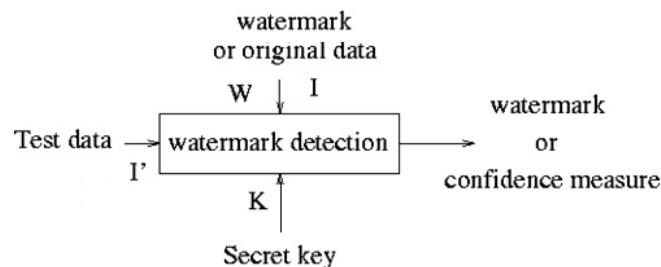 watermark
or original data
W
I
Test data
watermark detection
watermark
or
confidence measure
I'
K
Secret key